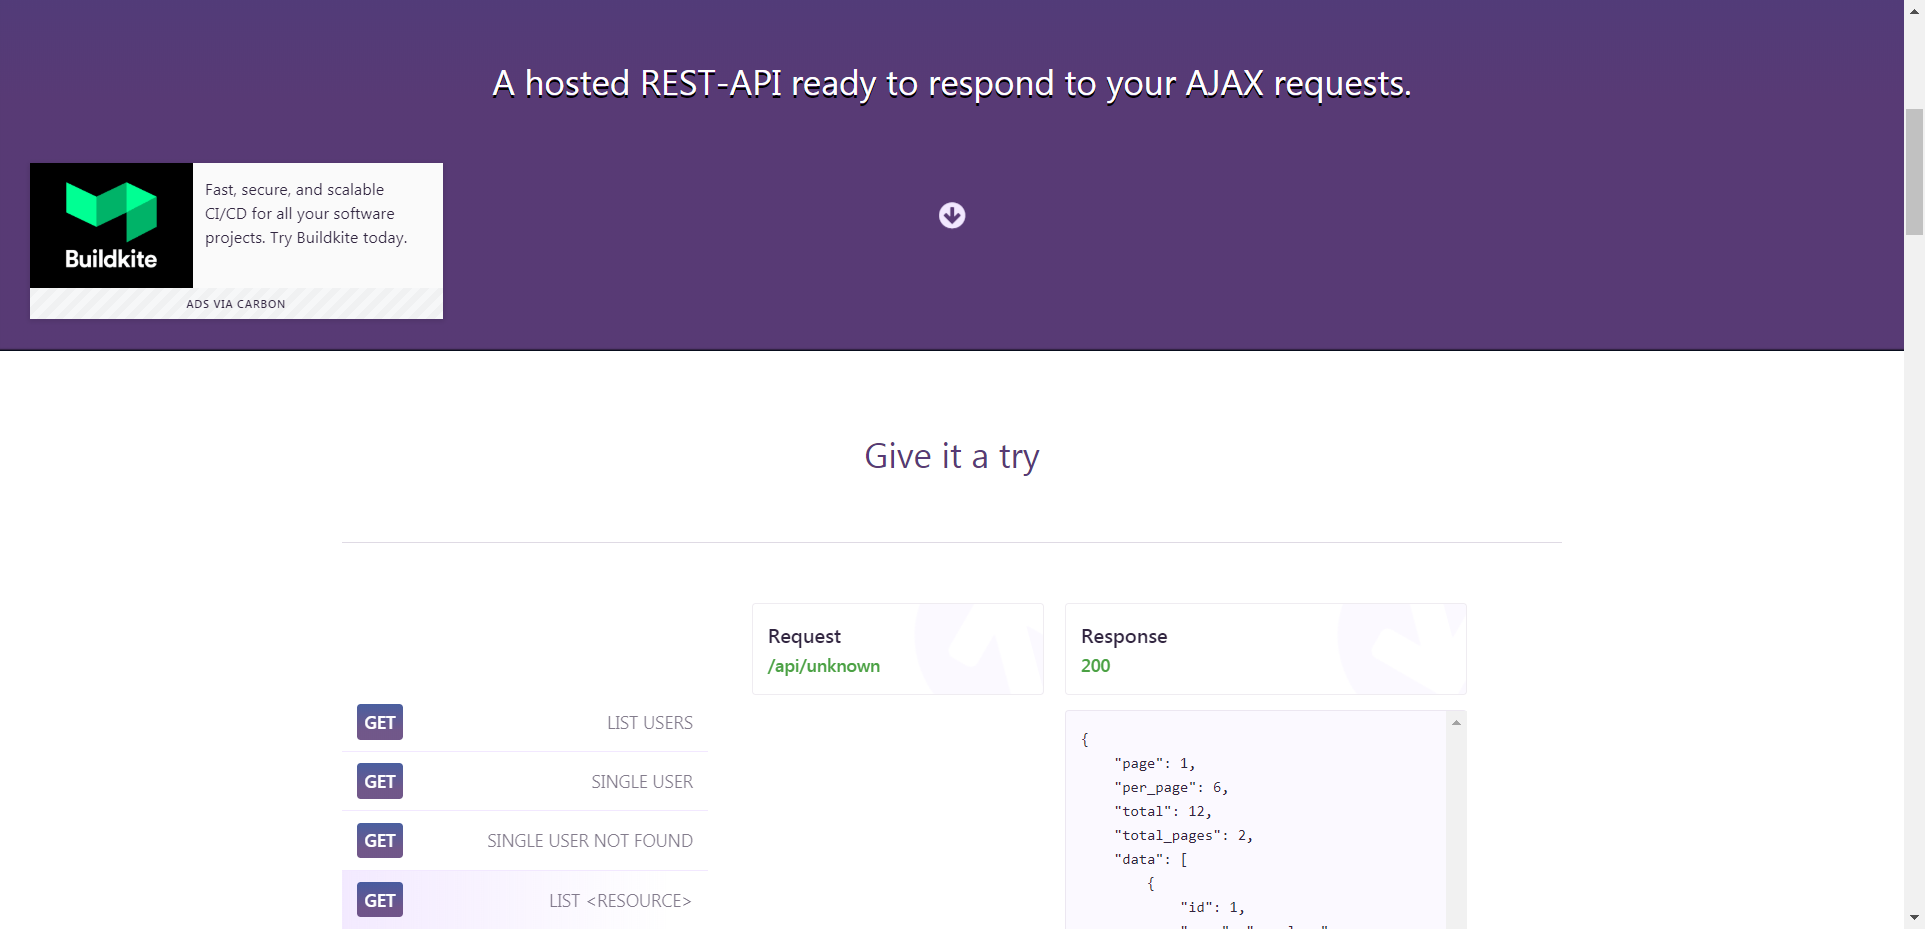 A hosted REST-API ready to respond to your AJAX requests.
Fast, secure, and scalable
CI/CD for all your software
projects. Try Buildkite today.
Buildkite
ADS VIA CARBON
Give it a try
Request
/api/unknown
Response
200
GET LIST USERS
GET SINGLE USER
GET SINGLE USER NOT FOUND
GET LIST <RESOURCE>
{
"page": 1,
"per_page": 6,
"total": 12,
"total_pages": 2,
"data": [
{
"id": 1,